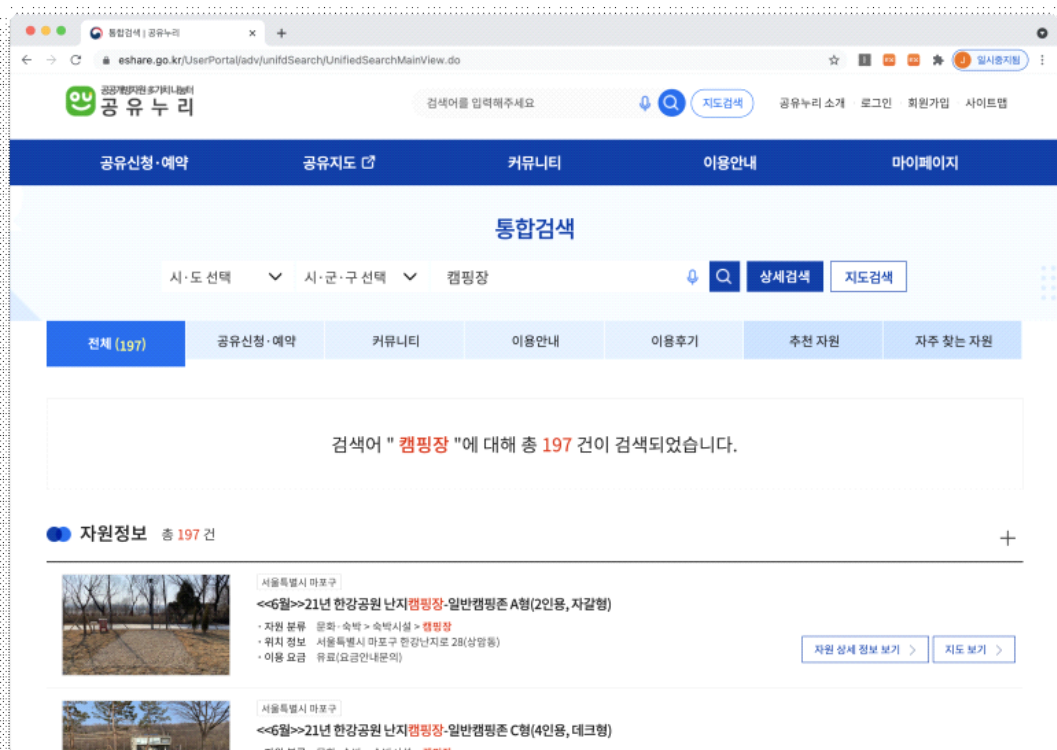 통합검색 | 공유누리
eshare.go.kr/UserPortal/adv/unifdSearch/UnifiedSearchMainView.do
일시중지됨
공유누리
검색어를 입력해주세요
지도검색
공유누리 소개 로그인 회원가입 사이트맵
공유신청·예약 공유지도 커뮤니티 이용안내 마이페이지
통합검색
시·도 선택 시·군·구 선택 캠핑장 상세검색 지도검색
전체 (197) 공유신청·예약 커뮤니티 이용안내 이용후기 추천 자원 자주 찾는 자원
검색어 " 캠핑장 "에 대해 총 197 건이 검색되었습니다.
자원정보 총 197 건
서울특별시 마포구
<<6월>>21년 한강공원 난지캠핑장-일반캠핑존 A형(2인용, 자갈형)
· 자원 분류 문화·숙박 > 숙박시설 > 캠핑장
· 위치 정보 서울특별시 마포구 한강난지로 28(상암동)
· 이용 요금 유료(요금안내문의)
자원 상세 정보 보기 > 지도 보기 >
서울특별시 마포구
<<6월>>21년 한강공원 난지캠핑장-일반캠핑존 C형(4인용, 데크형)